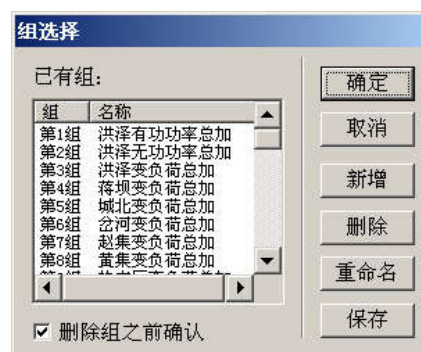 组选择
已有组：
组 名称
第1组 洪泽有功功率总加
第2组 洪泽无功功率总加
第3组 洪泽变负荷总加
第4组 蒋坝变负荷总加
第5组 城北变负荷总加
第6组 岔河变负荷总加
第7组 赵集变负荷总加
第8组 黄集变负荷总加
删除组之前确认
确定
取消
新增
删除
重命名
保存